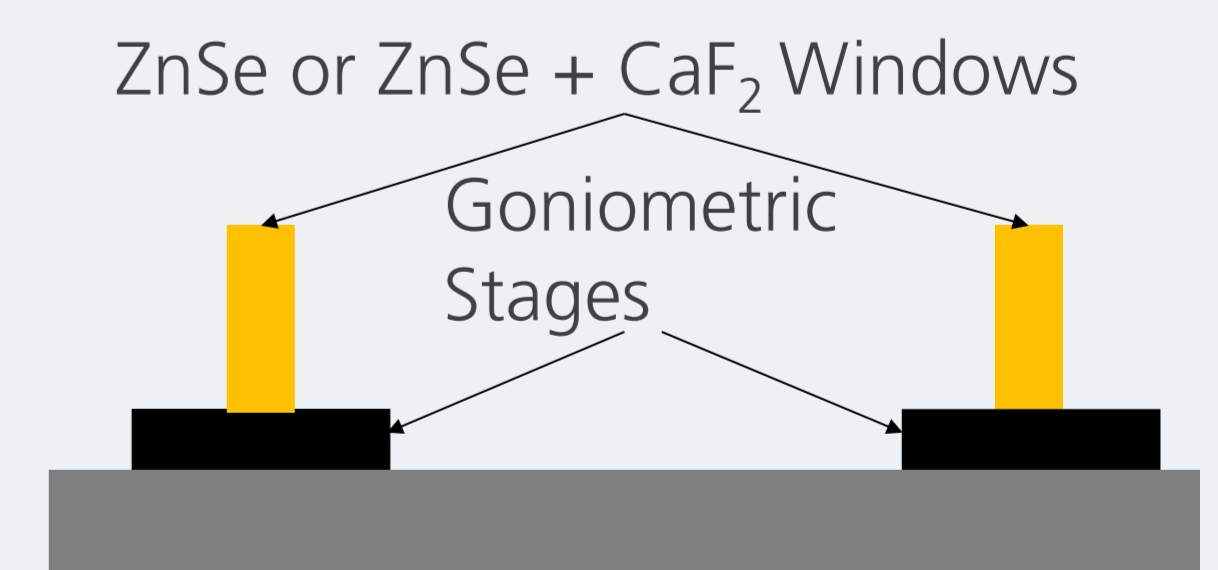 ZnSe or ZnSe + CaF₂ Windows
Goniometric
Stages